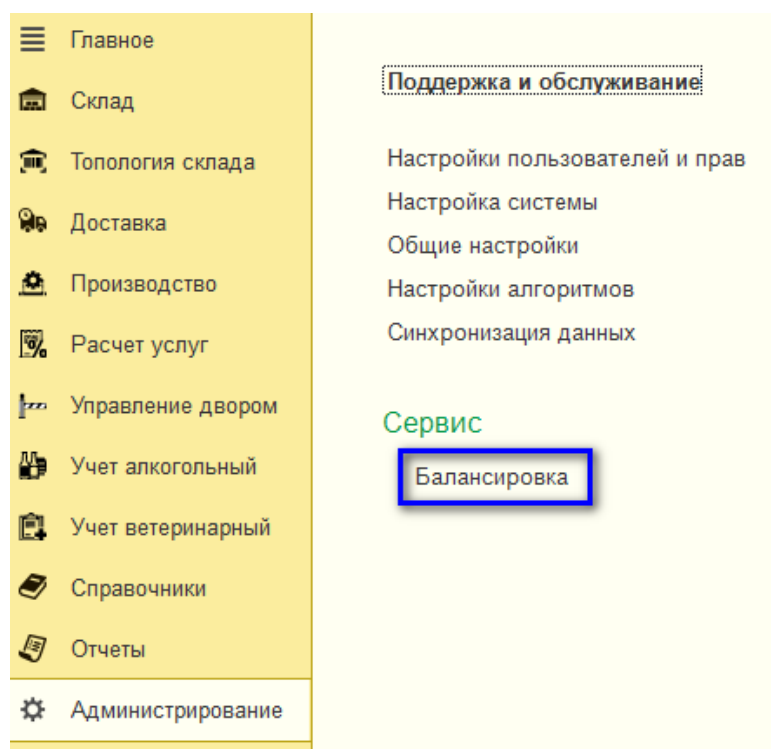 Главное
Склад
Топология склада
Доставка
Производство
Расчет услуг
Управление двором
Учет алкогольный
Учет ветеринарный
Справочники
Отчеты
Администрирование
Поддержка и обслуживание
Настройки пользователей и прав
Настройка системы
Общие настройки
Настройки алгоритмов
Синхронизация данных
Сервис
Балансировка